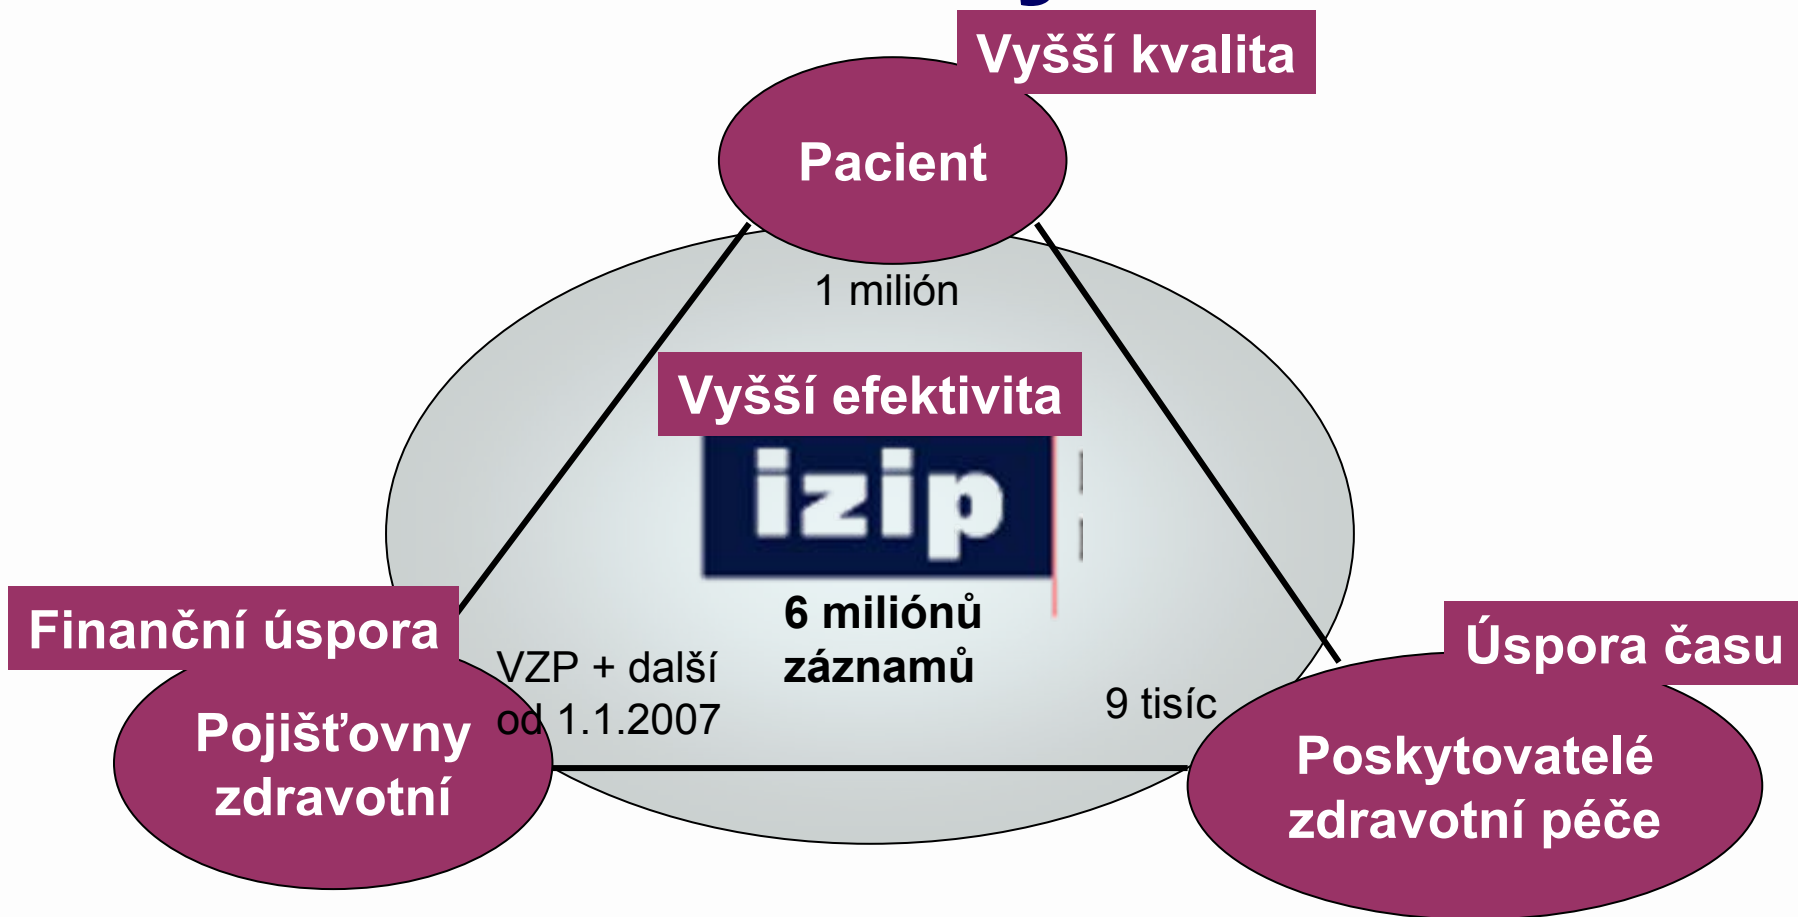 Vyšší kvalita
Pacient
1 milión
Vyšší efektivita
izip
6 miliónů
záznamů
Finanční úspora
VZP + další
od 1.1.2007
Pojišťovny
zdravotní
9 tisíc
Úspora času
Poskytovatelé
zdravotní péče